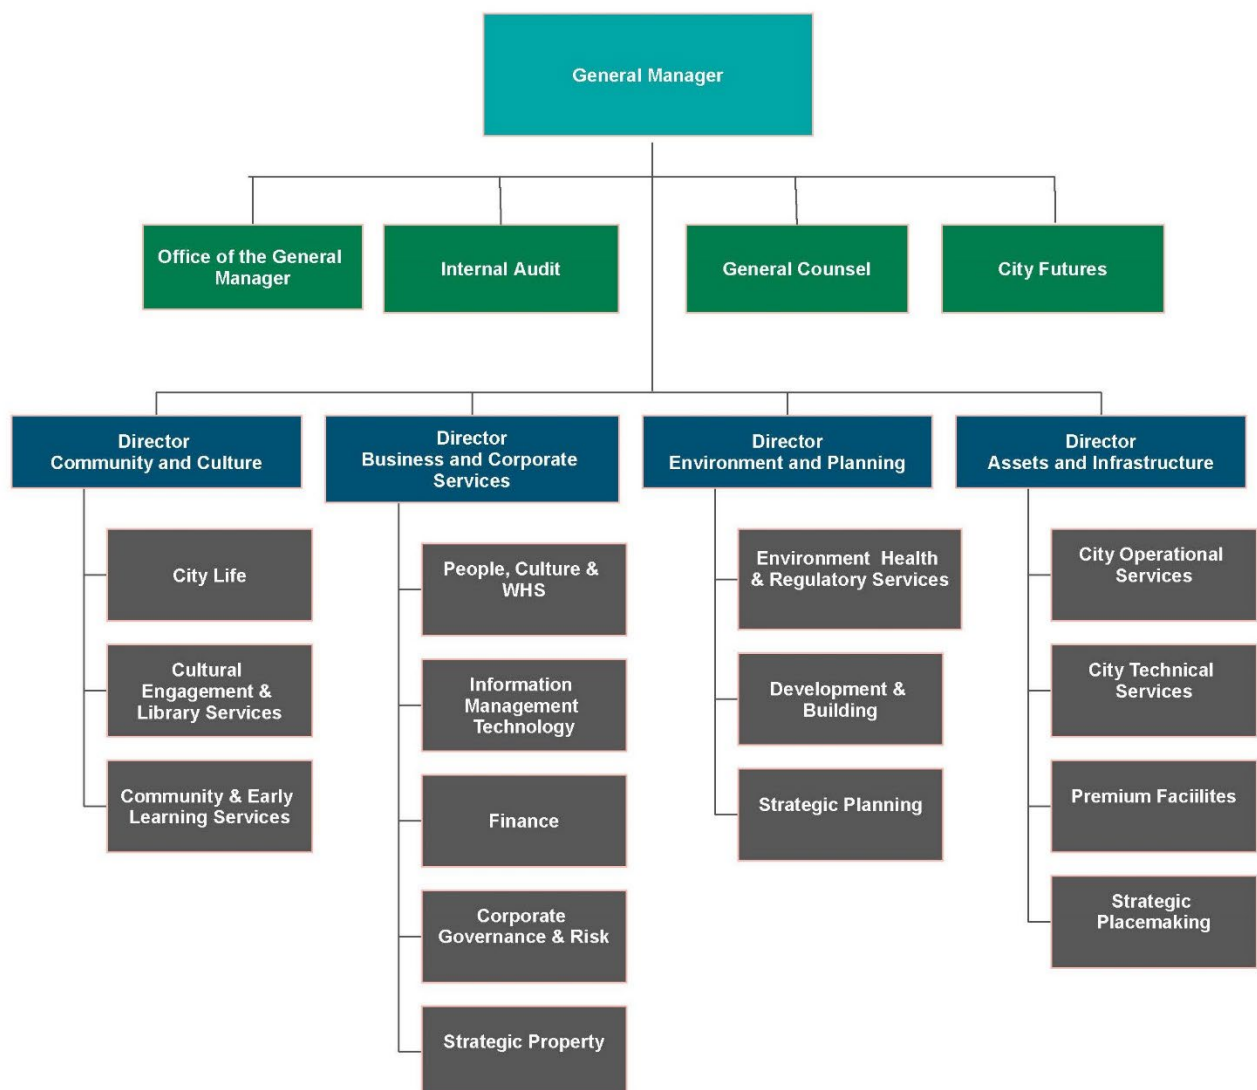 General Manager
Office of the General
Manager
Internal Audit
General Counsel
City Futures
Director
Community and Culture
Director
Business and Corporate
Services
Director
Environment and Planning
Director
Assets and Infrastructure
City Life
Cultural
Engagement &
Library Services
Community & Early
Learning Services
People, Culture &
WHS
Information
Management
Technology
Finance
Corporate
Governance & Risk
Strategic Property
Environment Health
& Regulatory Services
Development &
Building
Strategic Planning
City Operational
Services
City Technical
Services
Premium Faciilites
Strategic
Placemaking